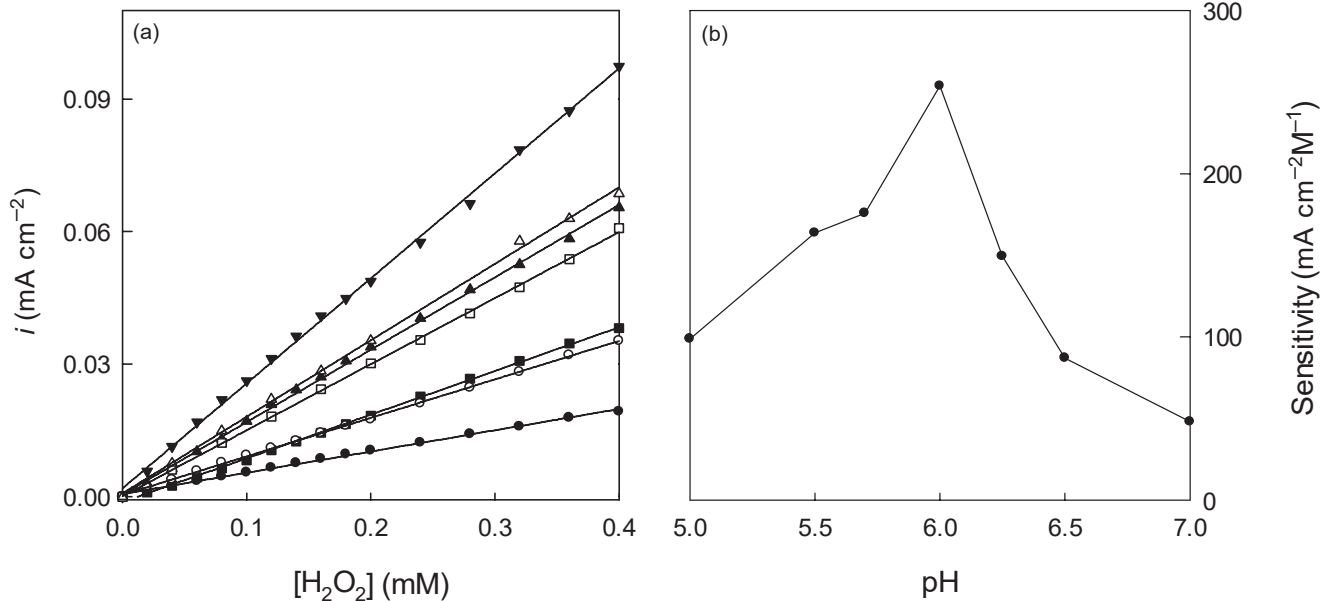 (a)
0.09
0.06
0.03
0.00
i (mA cm−2)
0.0 0.1 0.2 0.3 0.4
[H2O2] (mM)
(b)
300
200
100
0
Sensitivity (mA cm−2M−1)
5.0 5.5 6.0 6.5 7.0
pH